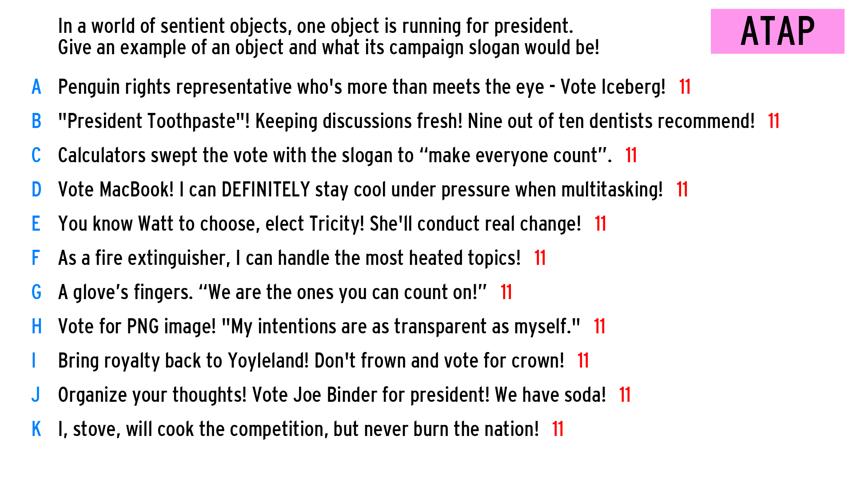 In a world of sentient objects, one object is running for president.
Give an example of an object and what its campaign slogan would be!
ATAP
A Penguin rights representative who's more than meets the eye - Vote Iceberg! 11
B "President Toothpaste"! Keeping discussions fresh! Nine out of ten dentists recommend! 11
C Calculators swept the vote with the slogan to “make everyone count”. 11
D Vote MacBook! I can DEFINITELY stay cool under pressure when multitasking! 11
E You know Watt to choose, elect Tricity! She'll conduct real change! 11
F As a fire extinguisher, I can handle the most heated topics! 11
G A glove’s fingers. “We are the ones you can count on!” 11
H Vote for PNG image! "My intentions are as transparent as myself." 11
I Bring royalty back to Yoyleland! Don't frown and vote for crown! 11
J Organize your thoughts! Vote Joe Binder for president! We have soda! 11
K I, stove, will cook the competition, but never burn the nation! 11